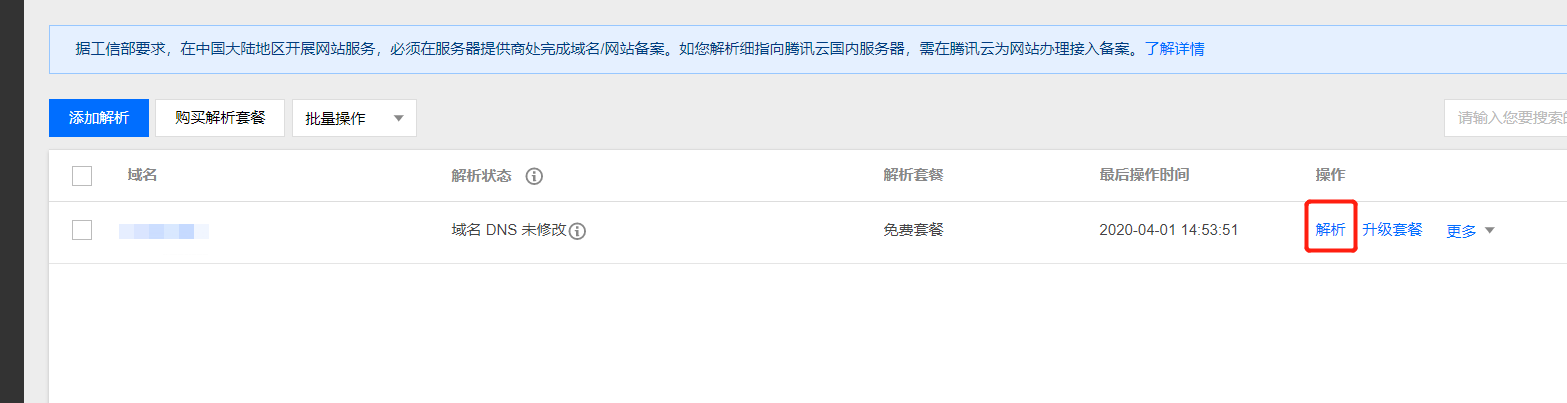 据工信部要求，在中国大陆地区开展网站服务，必须在服务器提供商处完成域名/网站备案。如您解析细指向腾讯云国内服务器，需在腾讯云为网站办理接入备案。了解详情
添加解析 购买解析套餐 批量操作 请输入您要搜索的
域名 解析状态 解析套餐 最后操作时间 操作
域名 DNS 未修改 免费套餐 2020-04-01 14:53:51 解析 升级套餐 更多